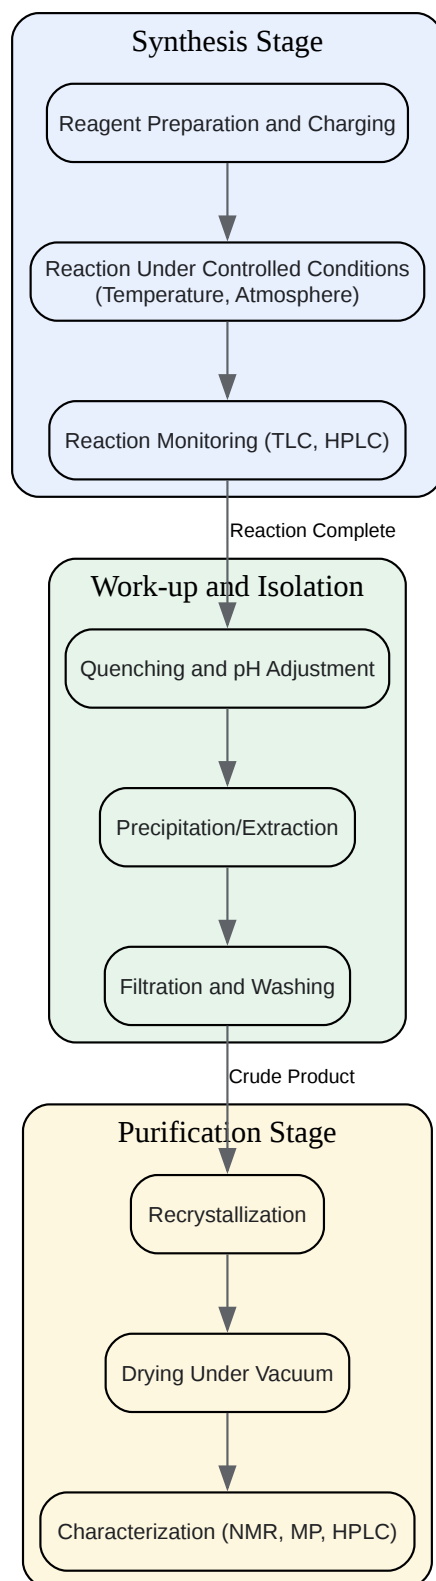 Synthesis Stage
Reagent Preparation and Charging
Reaction Under Controlled Conditions
(Temperature, Atmosphere)
Reaction Monitoring (TLC, HPLC)
Reaction Complete
Work-up and Isolation
Quenching and pH Adjustment
Precipitation/Extraction
Filtration and Washing
Crude Product
Purification Stage
Recrystallization
Drying Under Vacuum
Characterization (NMR, MP, HPLC)